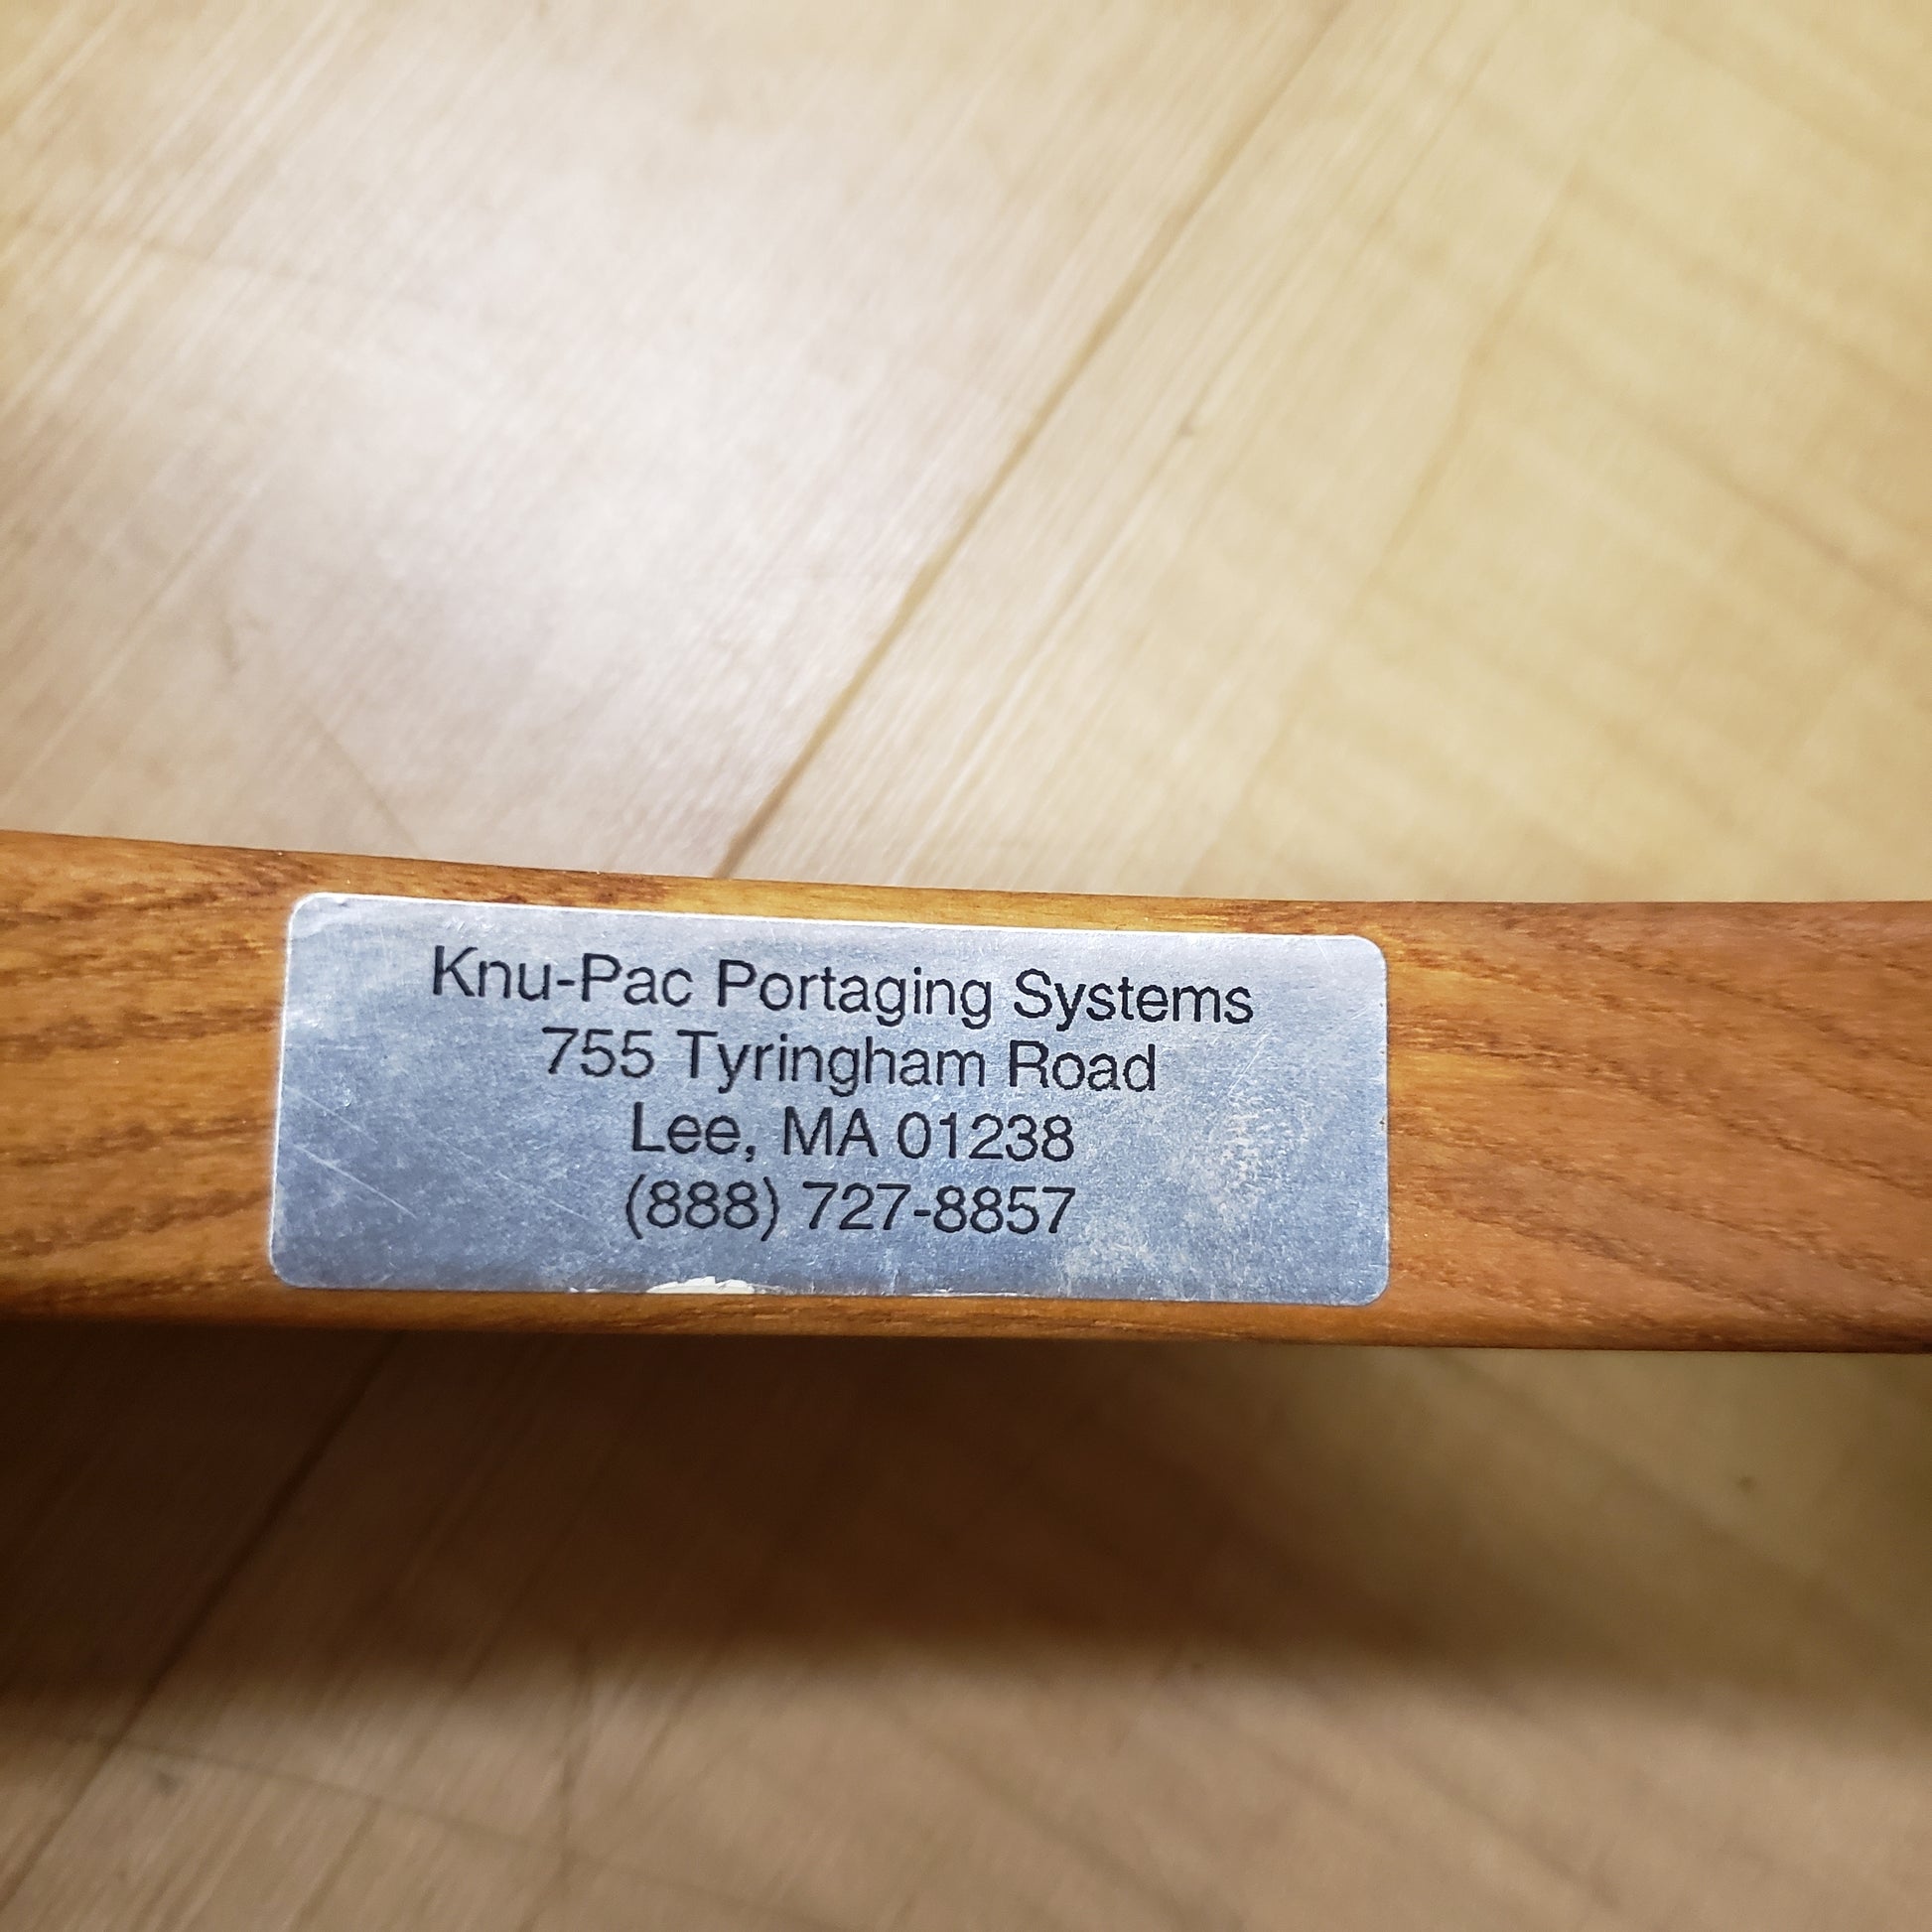 Knu-Pac Portaging Systems
755 Tyringham Road
Lee, MA 01238
(888) 727-8857